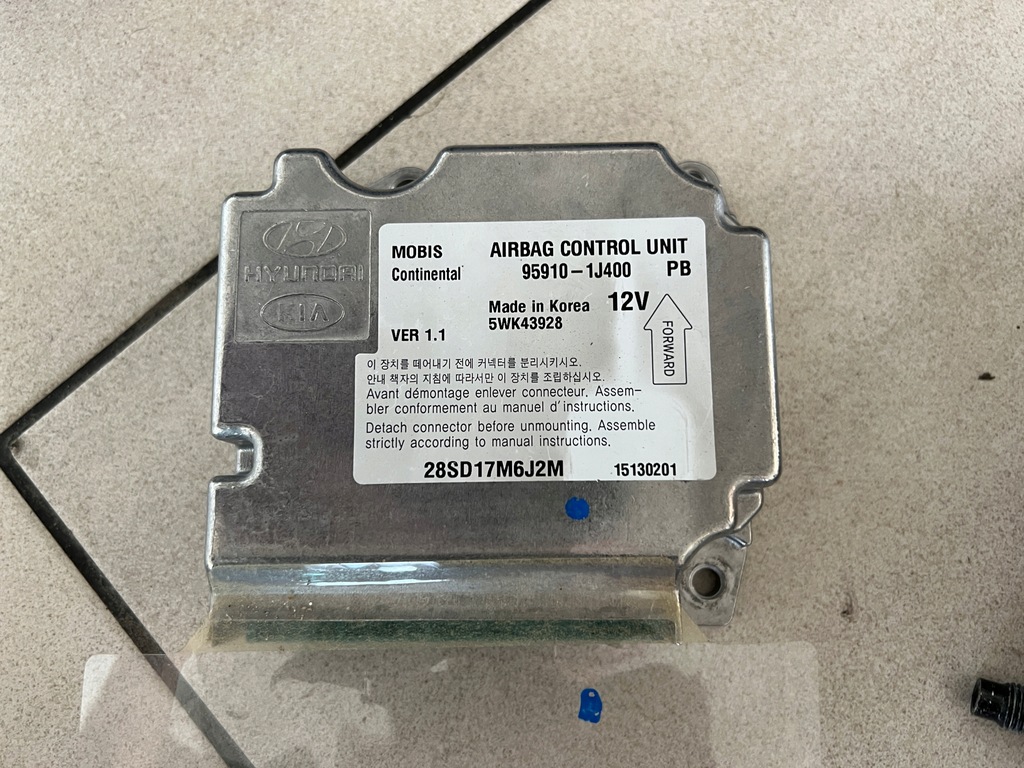 HYUNDAI
KIA
MOBIS AIRBAG CONTROL UNIT
Continental 95910-1J400 PB
Made in Korea 12V
5WK43928
VER 1.1
FORWARD
이 장치를 떼어내기 전에 커넥터를 분리시키시오.
안내 책자의 지침에 따라서만 이 장치를 조립하십시오.
Avant démontage enlever connecteur. Assem-
bler conformement au manuel d'instructions.
Detach connector before unmounting. Assemble
strictly according to manual instructions.
28SD17M6J2M 15130201